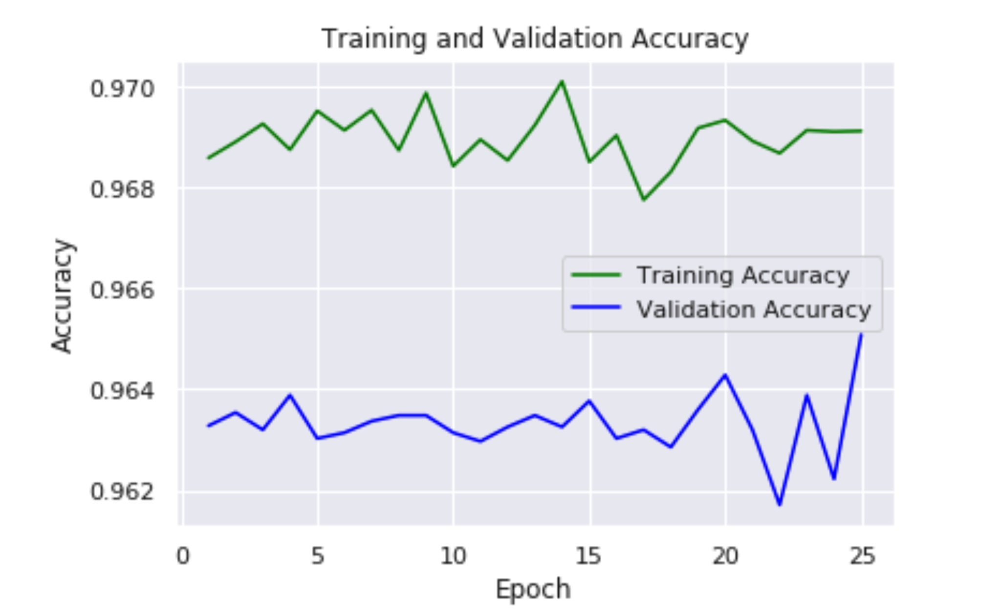 Training and Validation Accuracy
0.970
0.968
0.966
0.964
0.962
Accuracy
Training Accuracy
Validation Accuracy
0 5 10 15 20 25
Epoch